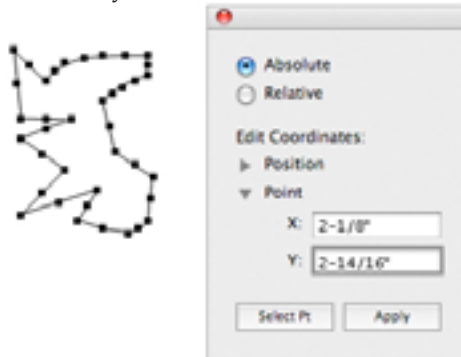 Absolute
Relative
Edit Coordinates:
Position
Point
X: 2-1/8"
Y: 2-14/16"
Select Pt Apply